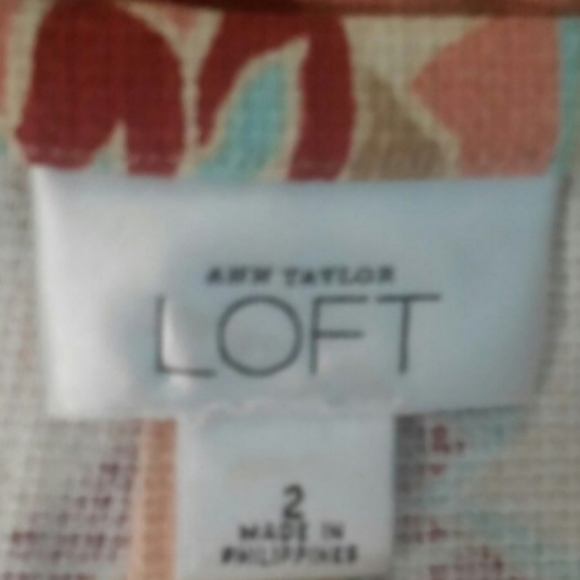 ANN TAYLOR
LOFT
2
MADE IN
PHILIPPINES